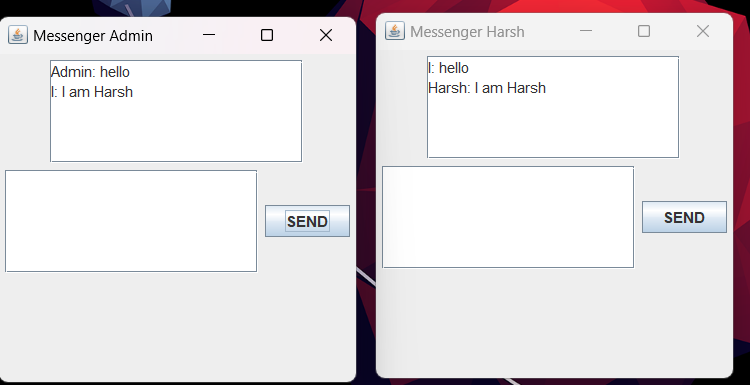 Messenger Admin
Admin: hello
I: I am Harsh
SEND
Messenger Harsh
I: hello
Harsh: I am Harsh
SEND